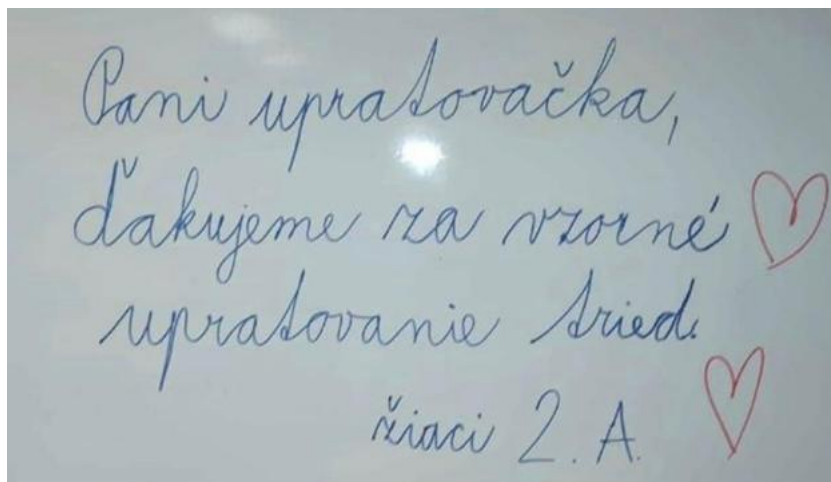 Pani upratovačka,
ďakujeme za vzorné
upratovanie tried.
žiaci 2. A.